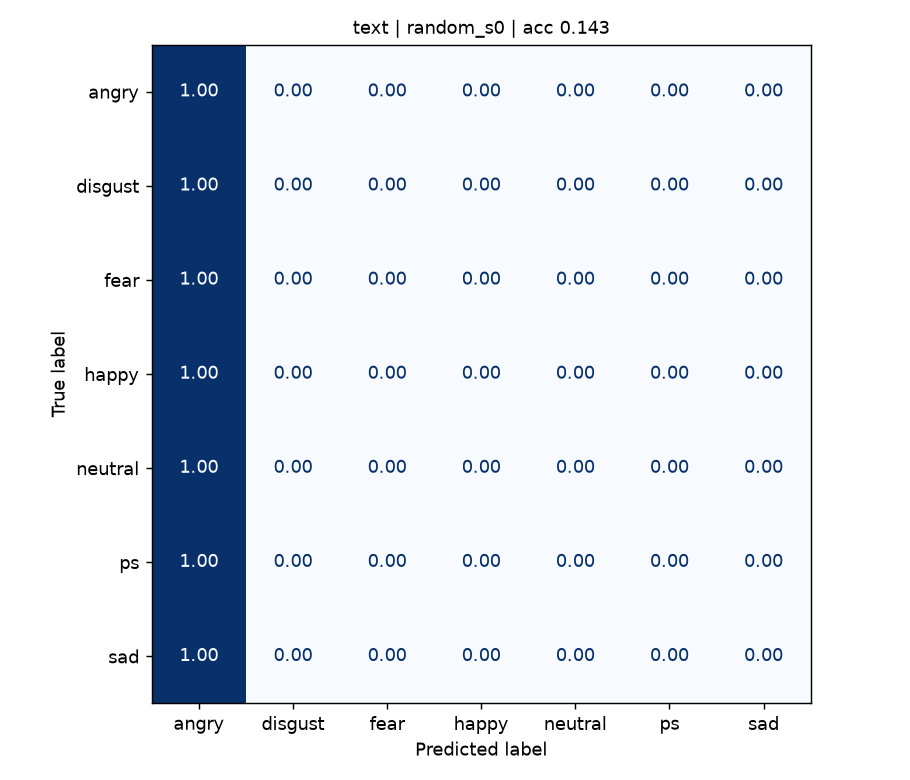 text | random_s0 | acc 0.143
angry 1.00 0.00 0.00 0.00 0.00 0.00 0.00
disgust 1.00 0.00 0.00 0.00 0.00 0.00 0.00
fear 1.00 0.00 0.00 0.00 0.00 0.00 0.00
happy 1.00 0.00 0.00 0.00 0.00 0.00 0.00
neutral 1.00 0.00 0.00 0.00 0.00 0.00 0.00
ps 1.00 0.00 0.00 0.00 0.00 0.00 0.00
sad 1.00 0.00 0.00 0.00 0.00 0.00 0.00
True label
angry disgust fear happy neutral ps sad
Predicted label